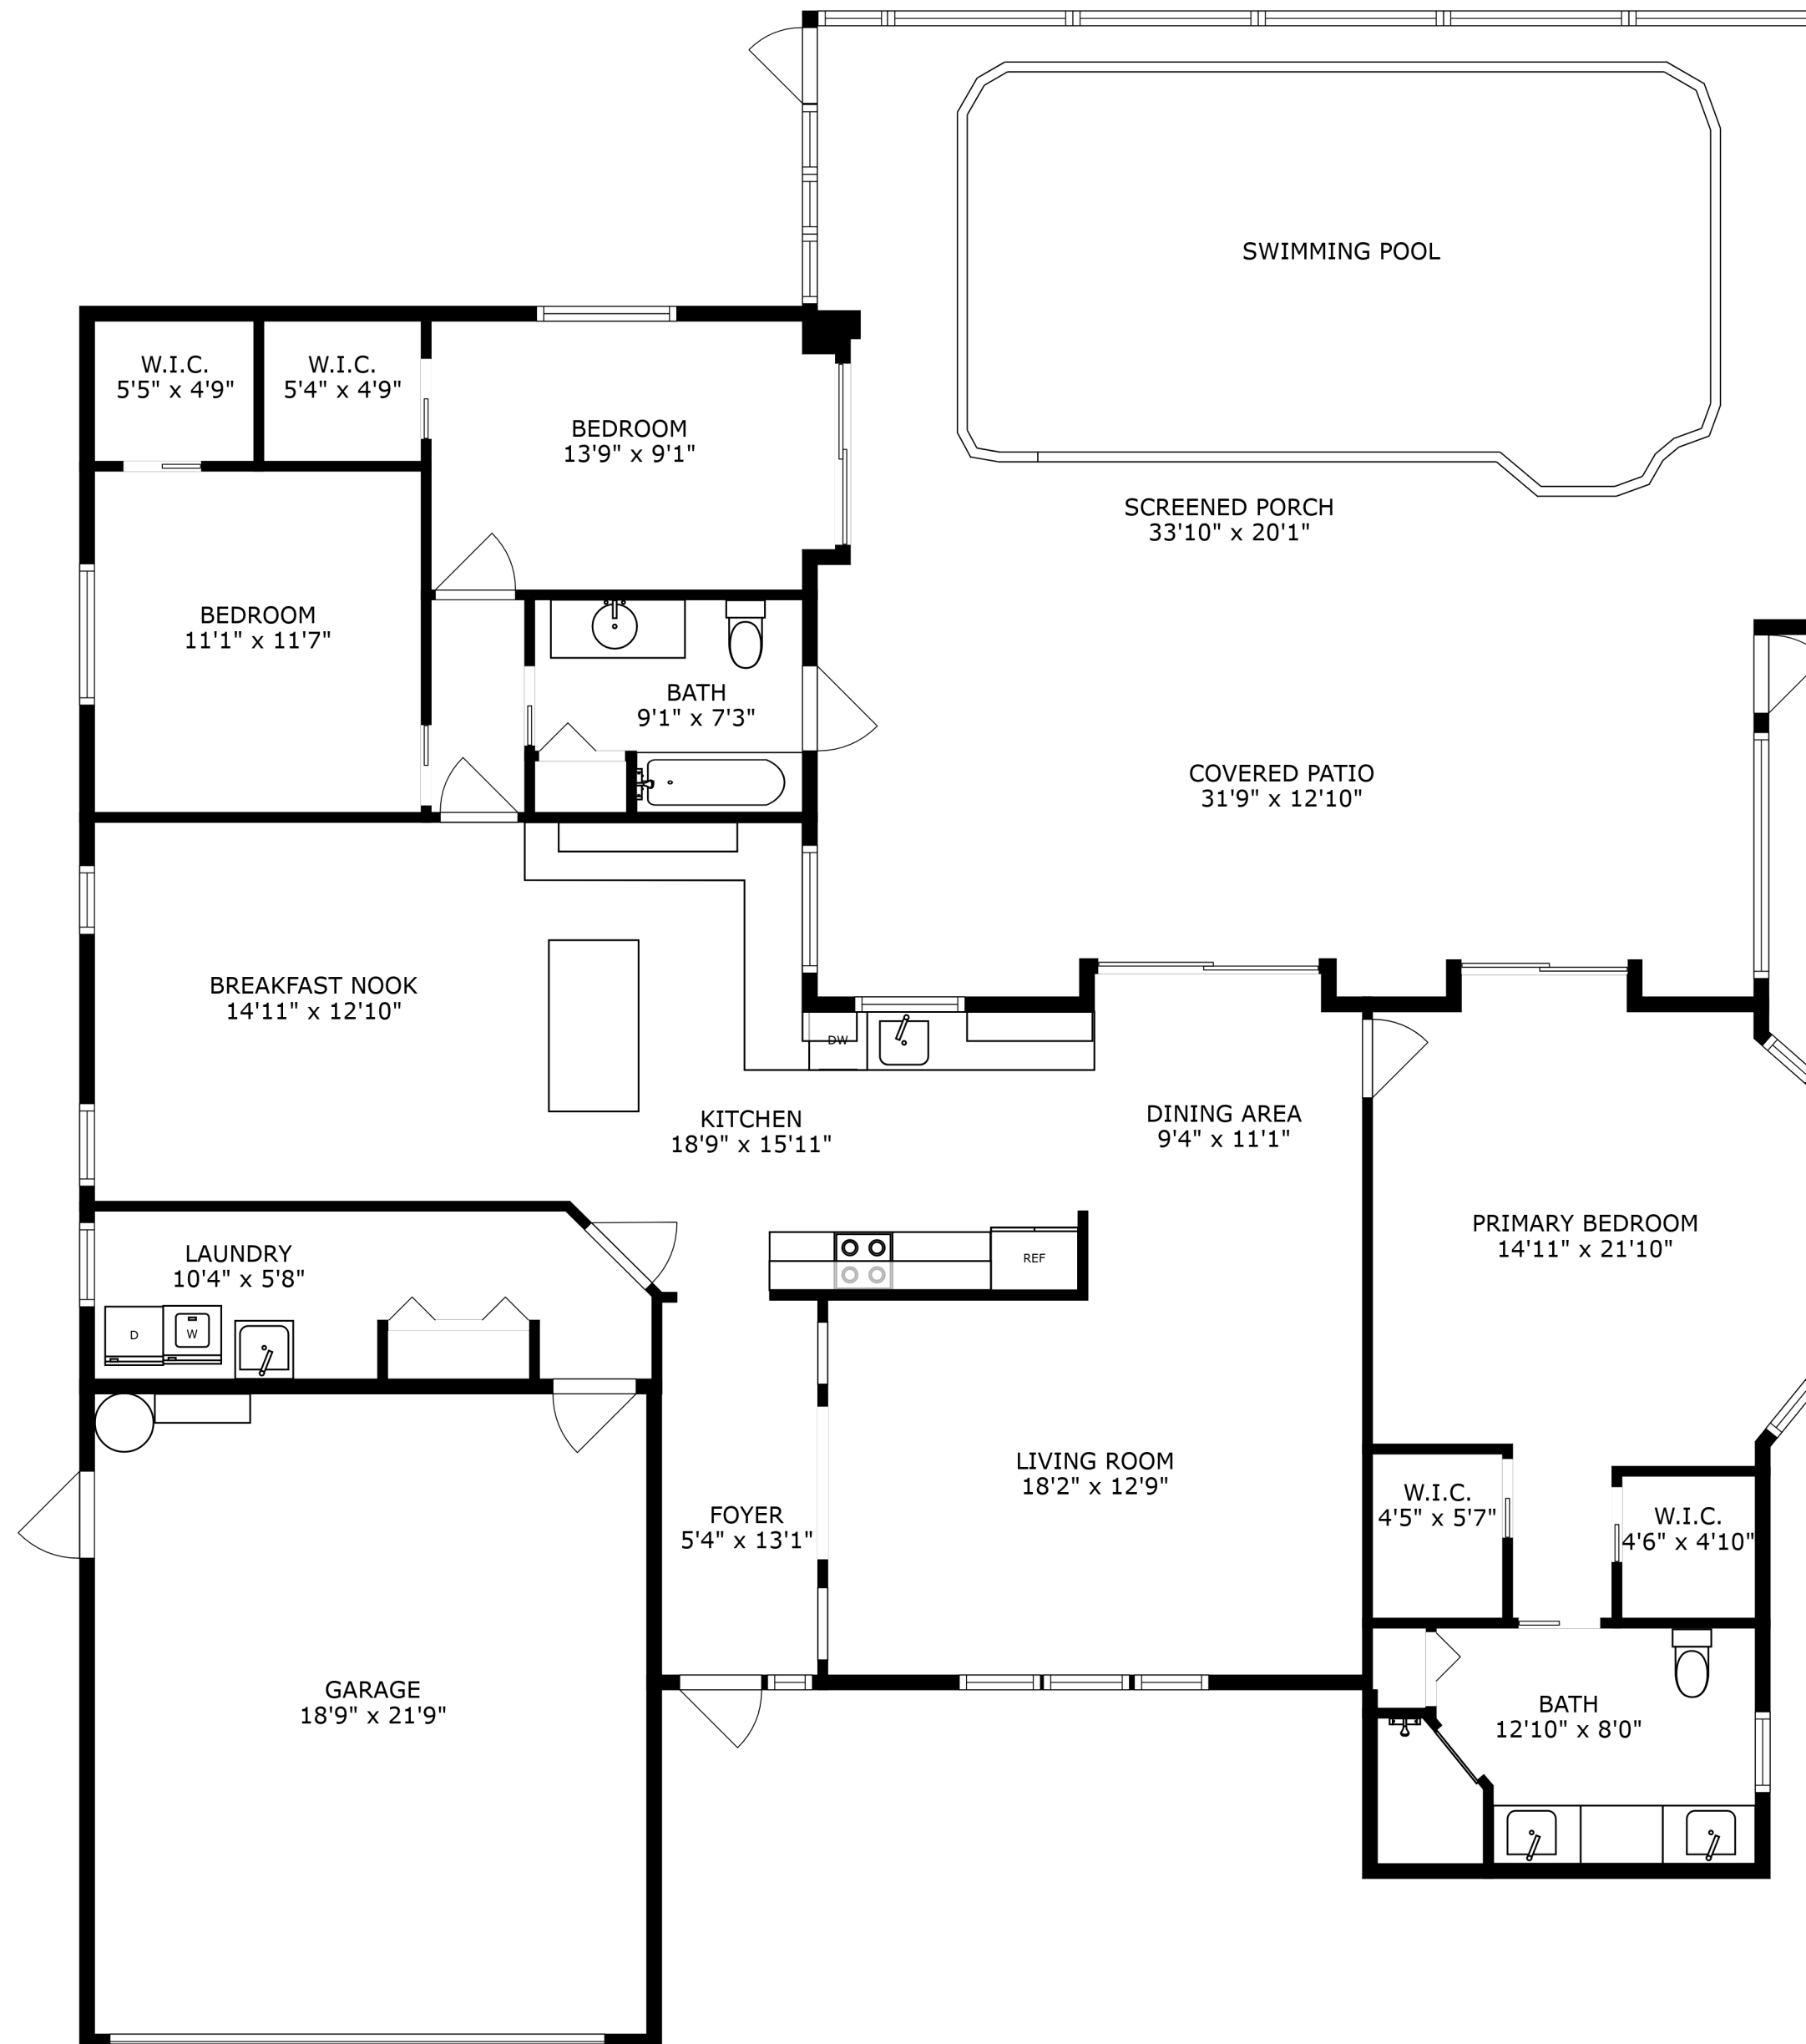 SWIMMING POOL
W.I.C.
5'5" x 4'9"
W.I.C.
5'4" x 4'9"
BEDROOM
13'9" x 9'1"
SCREENED PORCH
33'10" x 20'1"
BEDROOM
11'1" x 11'7"
BATH
9'1" x 7'3"
COVERED PATIO
31'9" x 12'10"
BREAKFAST NOOK
14'11" x 12'10"
DW
KITCHEN
18'9" x 15'11"
DINING AREA
9'4" x 11'1"
PRIMARY BEDROOM
14'11" x 21'10"
LAUNDRY
10'4" x 5'8"
REF
D
W
LIVING ROOM
18'2" x 12'9"
FOYER
5'4" x 13'1"
W.I.C.
4'5" x 5'7"
W.I.C.
4'6" x 4'10"
GARAGE
18'9" x 21'9"
BATH
12'10" x 8'0"